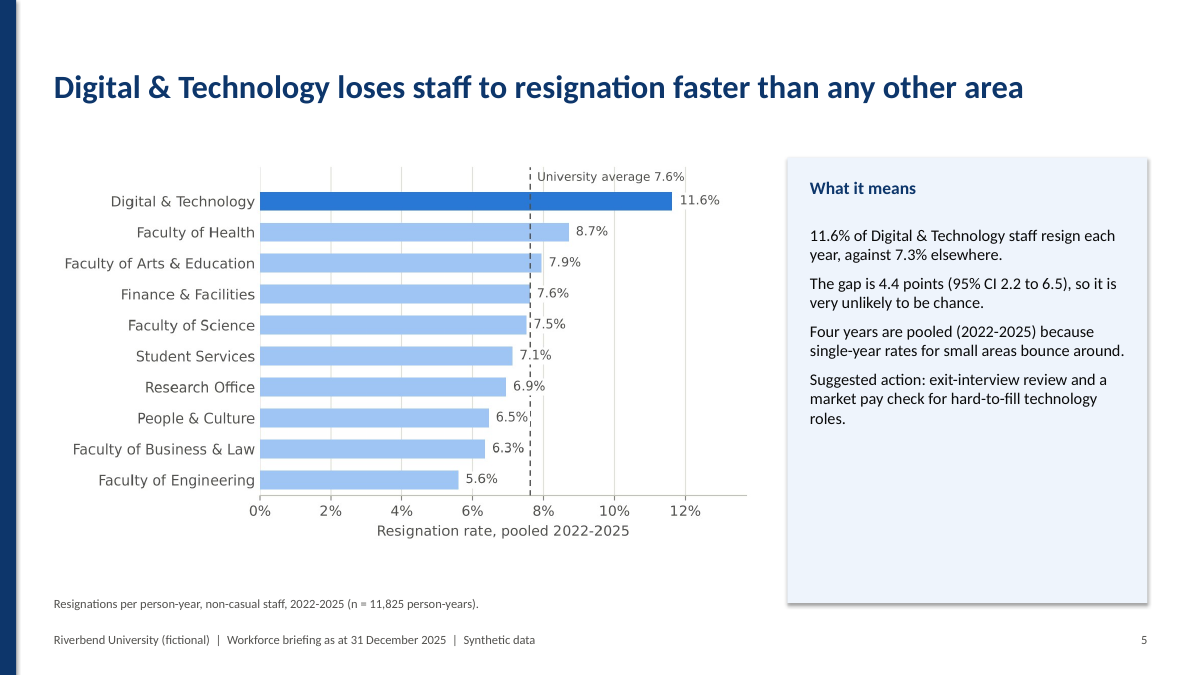 Digital & Technology loses staff to resignation faster than any other area
University average 7.6%
Digital & Technology 11.6%
Faculty of Health 8.7%
Faculty of Arts & Education 7.9%
Finance & Facilities 7.6%
Faculty of Science 7.5%
Student Services 7.1%
Research Office 6.9%
People & Culture 6.5%
Faculty of Business & Law 6.3%
Faculty of Engineering 5.6%
0% 2% 4% 6% 8% 10% 12%
Resignation rate, pooled 2022-2025
What it means
11.6% of Digital & Technology staff resign each
year, against 7.3% elsewhere.
The gap is 4.4 points (95% CI 2.2 to 6.5), so it is
very unlikely to be chance.
Four years are pooled (2022-2025) because
single-year rates for small areas bounce around.
Suggested action: exit-interview review and a
market pay check for hard-to-fill technology
roles.
Resignations per person-year, non-casual staff, 2022-2025 (n = 11,825 person-years).
Riverbend University (fictional) | Workforce briefing as at 31 December 2025 | Synthetic data
5